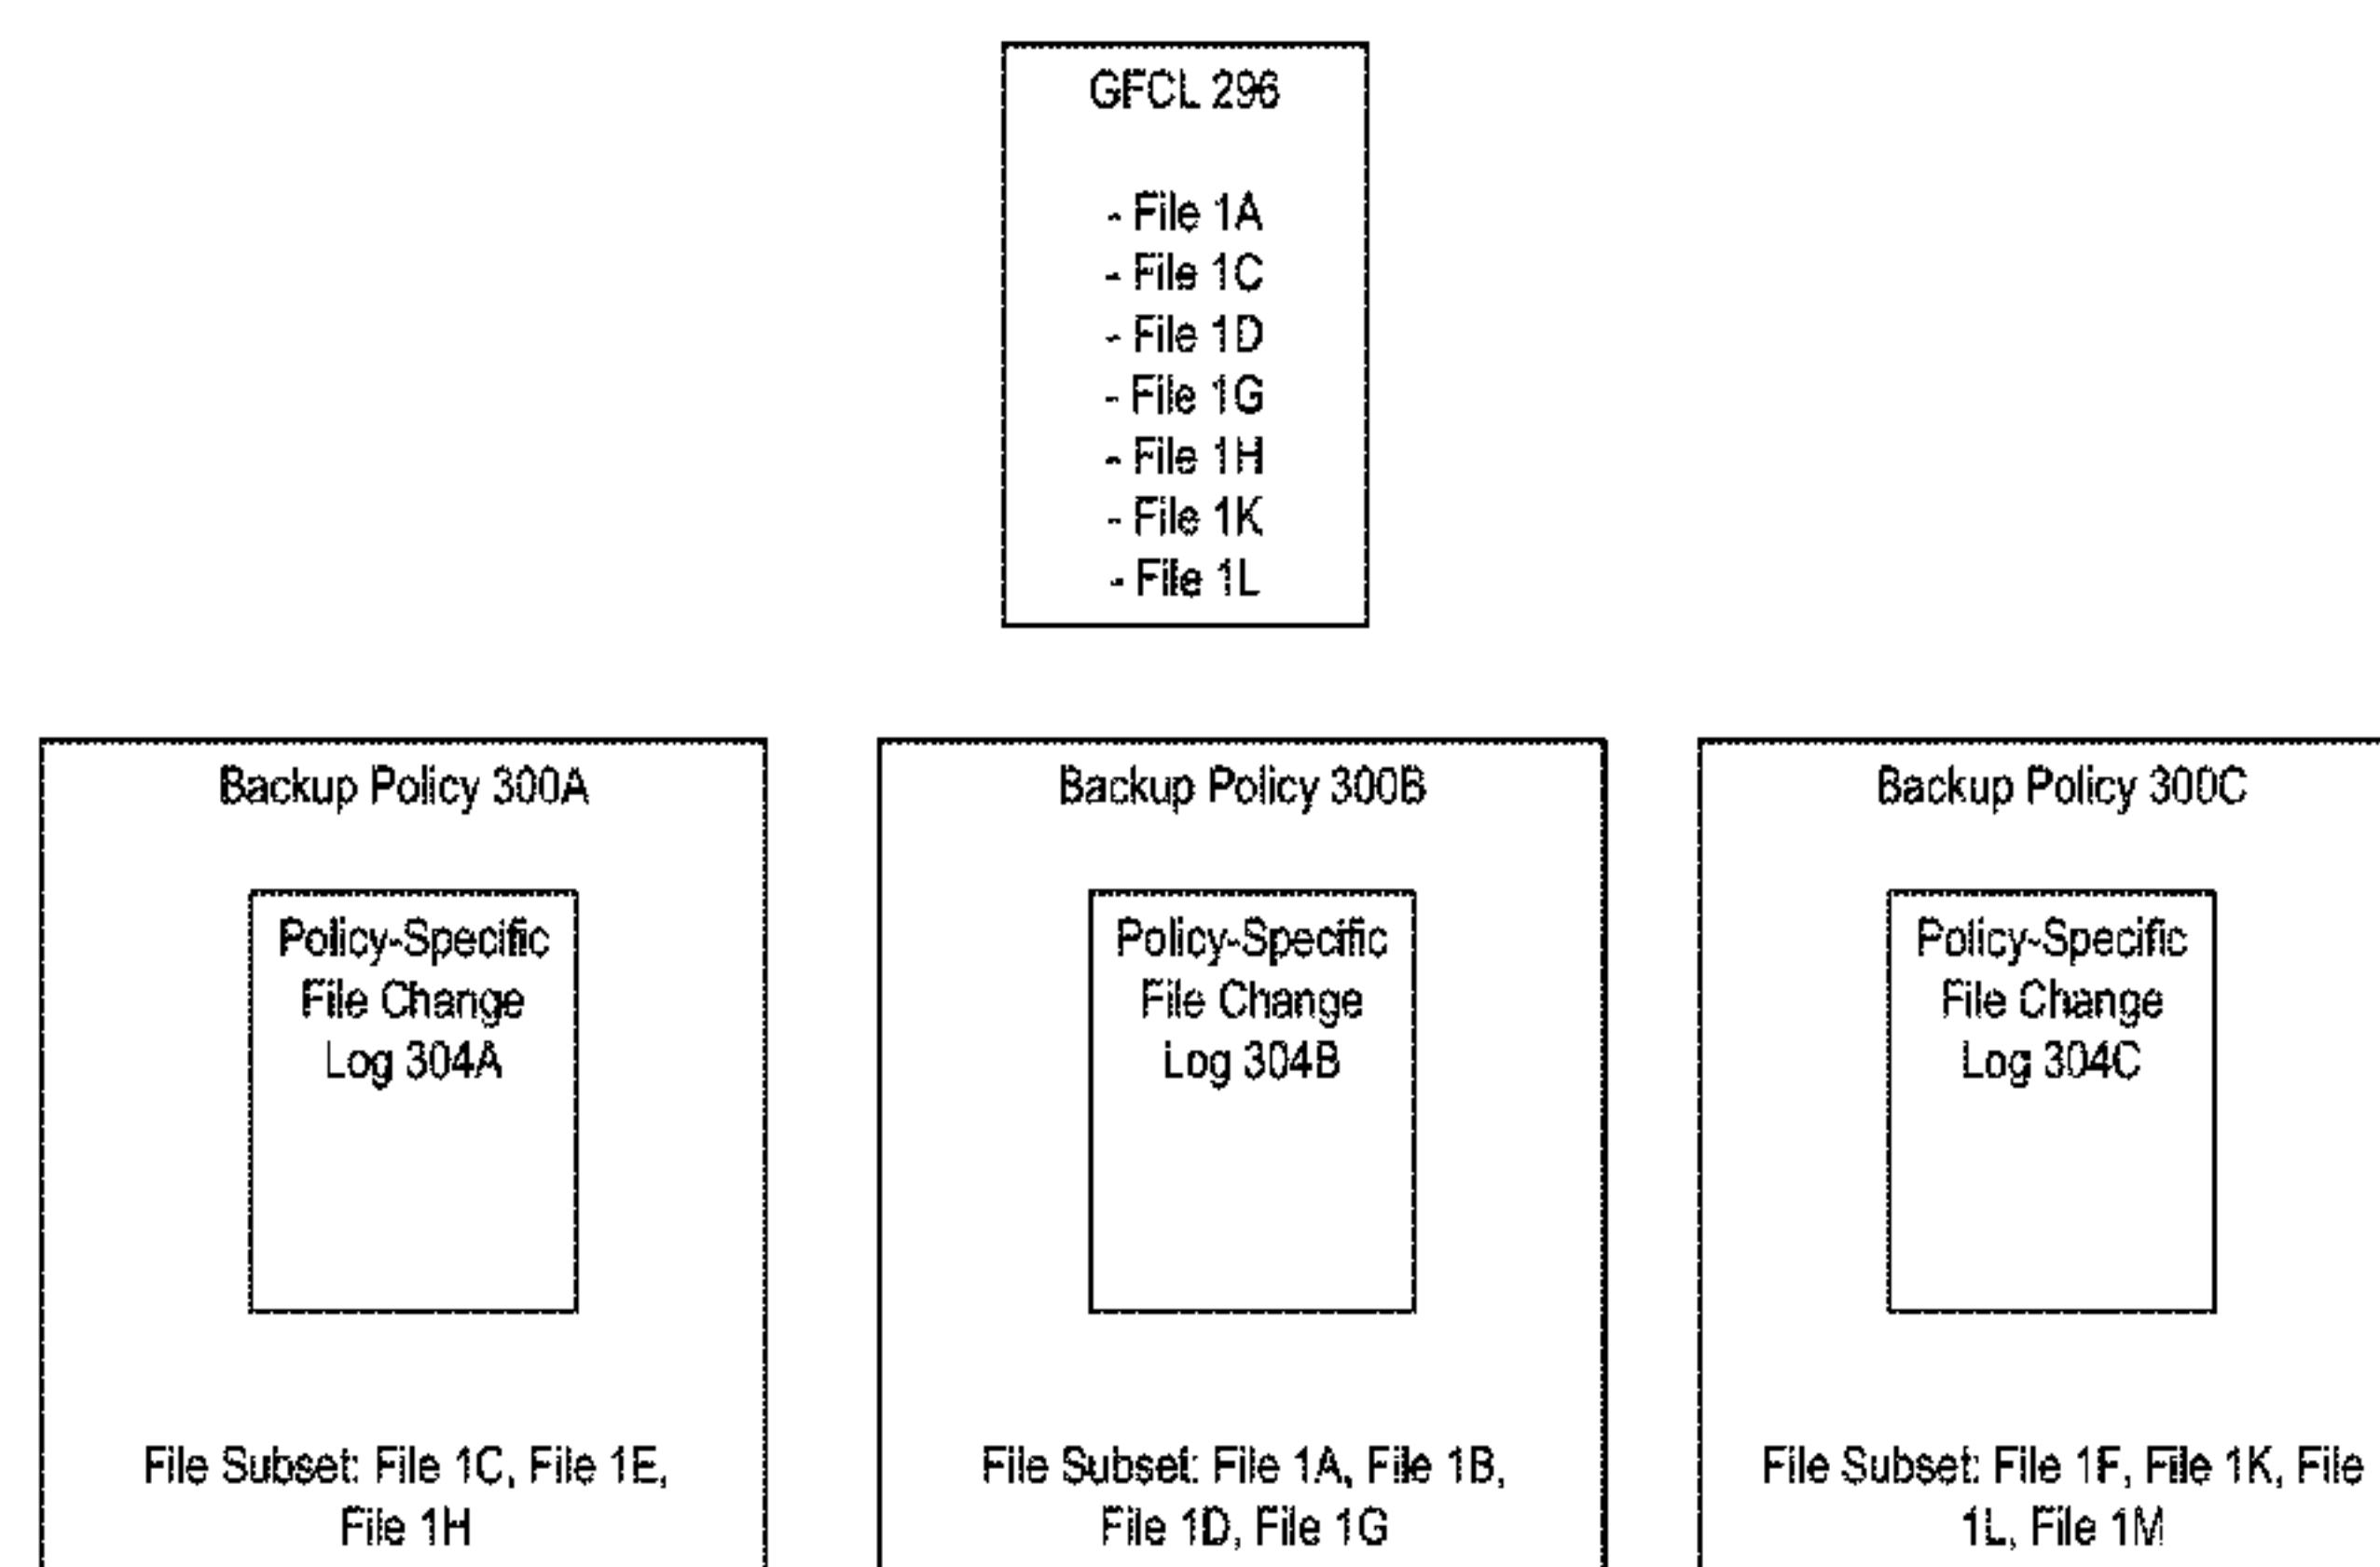 GFCL 296
- File 1A
- File 1C
- File 1D
- File 1G
- File 1H
- File 1K
- File 1L
Backup Policy 300A
Policy-Specific
File Change
Log 304A
File Subset: File 1C, File 1E,
File 1H
Backup Policy 300B
Policy-Specific
File Change
Log 304B
File Subset: File 1A, File 1B,
File 1D, File 1G
Backup Policy 300C
Policy-Specific
File Change
Log 304C
File Subset: File 1F, File 1K, File
1L, File 1M